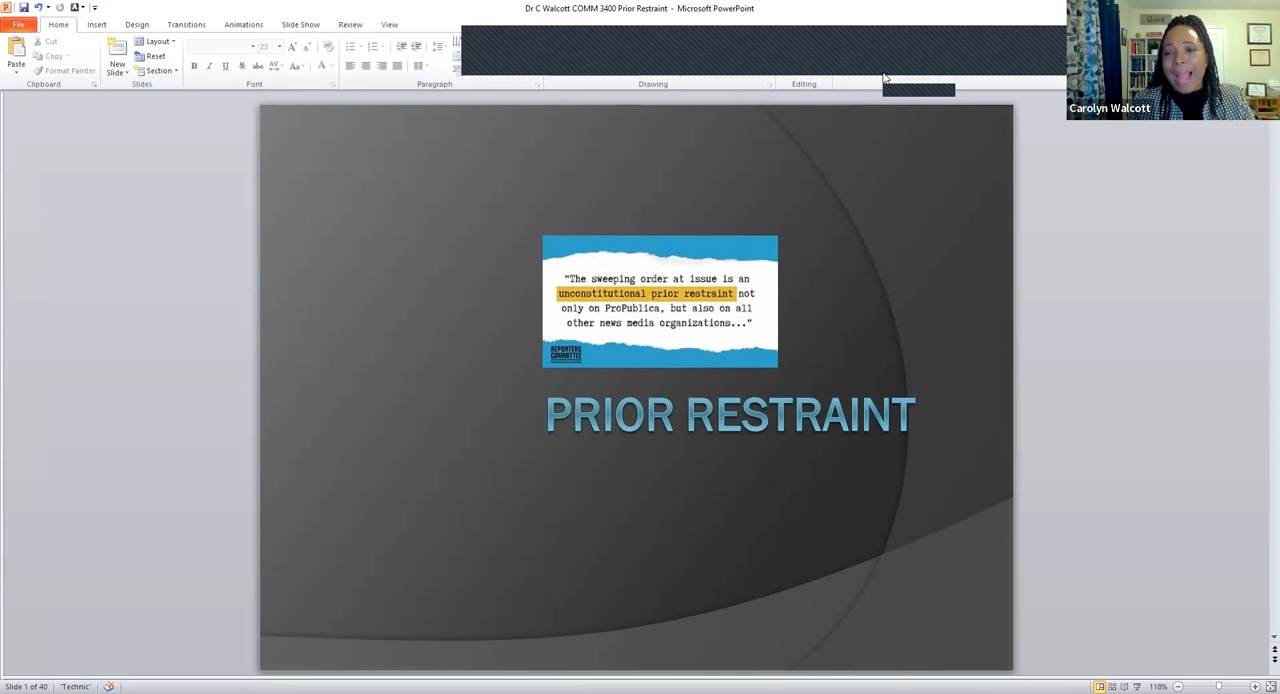 Dr C Walcott COMM 3400 Prior Restraint - Microsoft PowerPoint
File Home Insert Design Transitions Animations Slide Show Review View
Paste
Cut
Copy
Format Painter
New
Slide
Layout
Reset
Section
23
Clipboard Slides Font Paragraph Drawing Editing
Carolyn Walcott
"The sweeping order at issue is an
unconstitutional prior restraint not
only on ProPublica, but also on all
other news media organizations..."
REPORTERS
COMMITTEE
PRIOR RESTRAINT
Slide 1 of 40 "Technic" 118%